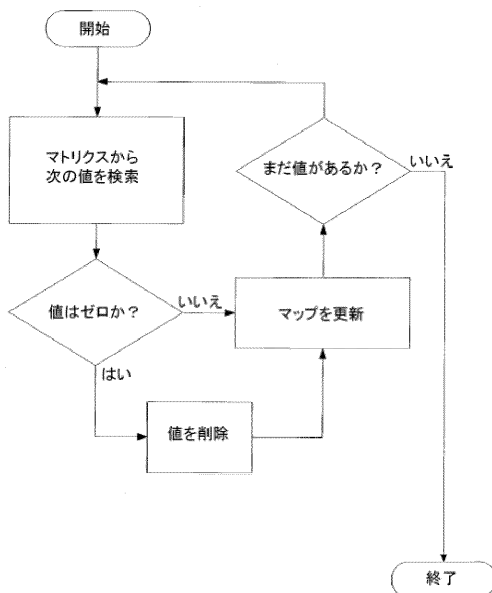 開始
マトリクスから
次の値を検索
まだ値があるか?
いいえ
値はゼロか?
いいえ
マップを更新
はい
値を削除
終了